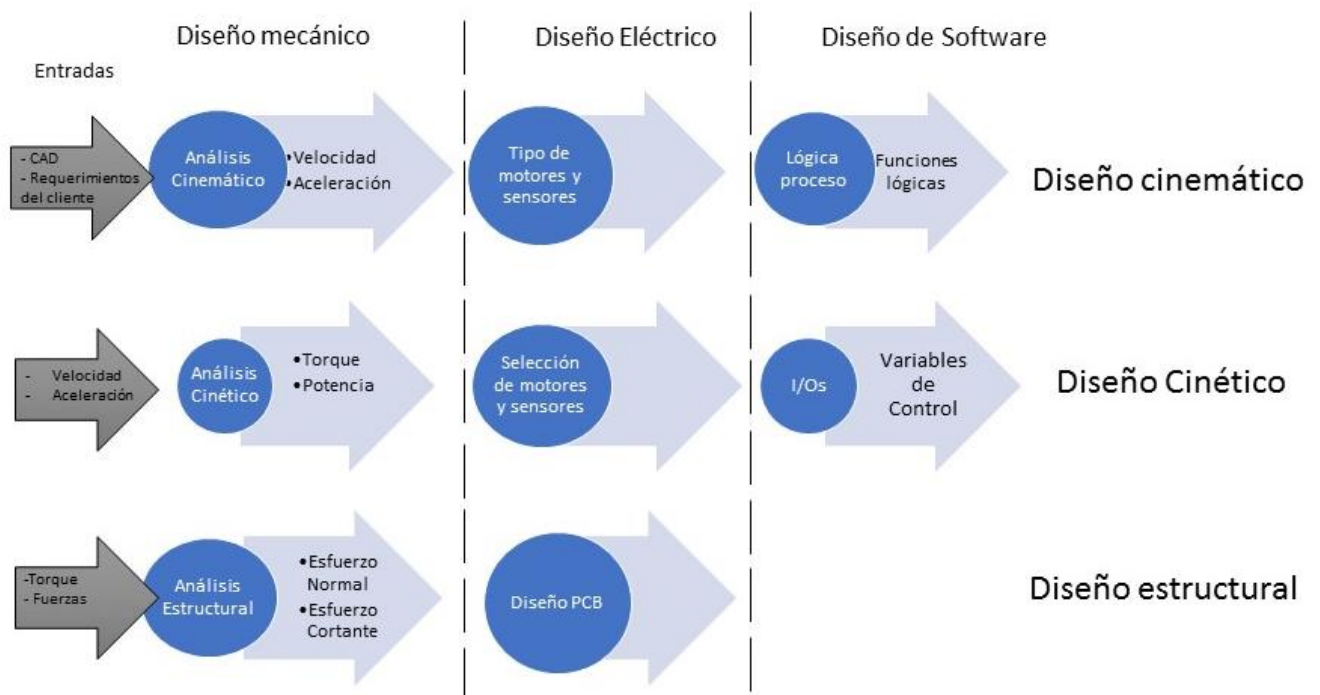 Diseño mecánico
Diseño Eléctrico
Diseño de Software
Entradas
- CAD
- Requerimientos
del cliente
Análisis
Cinemático
•Velocidad
•Aceleración
Tipo de
motores y
sensores
Lógica
proceso
Funciones
lógicas
Diseño cinemático
- Velocidad
- Aceleración
Análisis
Cinético
•Torque
•Potencia
Selección
de motores
y sensores
I/Os
Variables
de
Control
Diseño Cinético
-Torque
- Fuerzas
Análisis
Estructural
•Esfuerzo
Normal
•Esfuerzo
Cortante
Diseño PCB
Diseño estructural